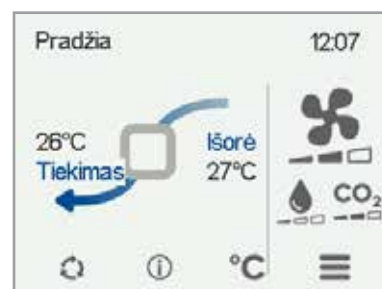 Pradžia 12:07
26°C Išorė
Tiekimas 27°C
CO₂
°C